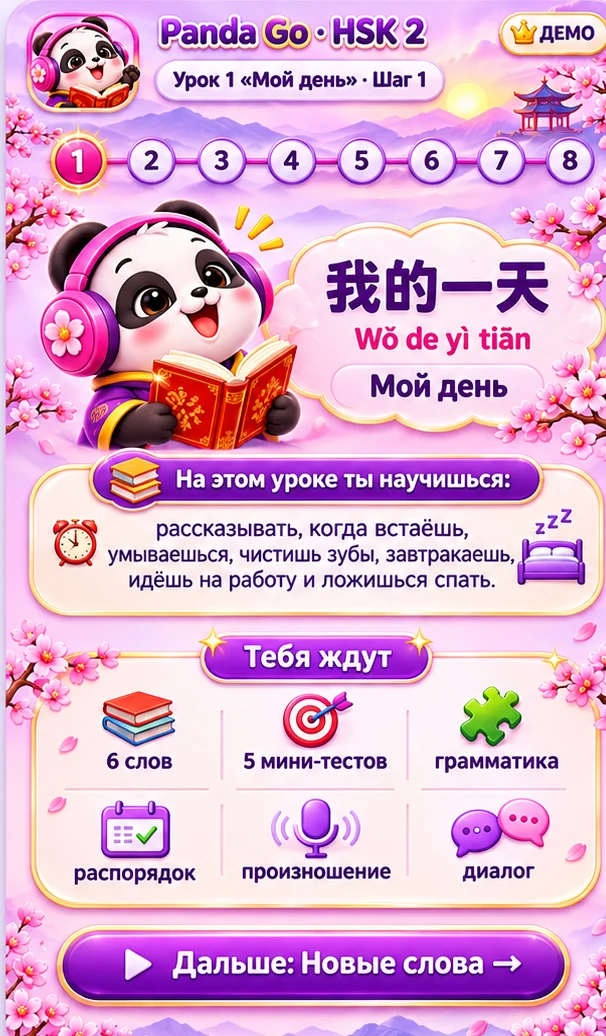 Panda Go · HSK 2
ДЕМО
Урок 1 «Мой день» · Шаг 1
1 2 3 4 5 6 7 8
我的一天
Wǒ de yì tiān
Мой день
На этом уроке ты научишься:
рассказывать, когда встаёшь,
умываешься, чистишь зубы, завтракаешь,
идёшь на работу и ложишься спать.
zzz
Тебя ждут
6 слов
5 мини-тестов
грамматика
распорядок
произношение
диалог
Дальше: Новые слова →